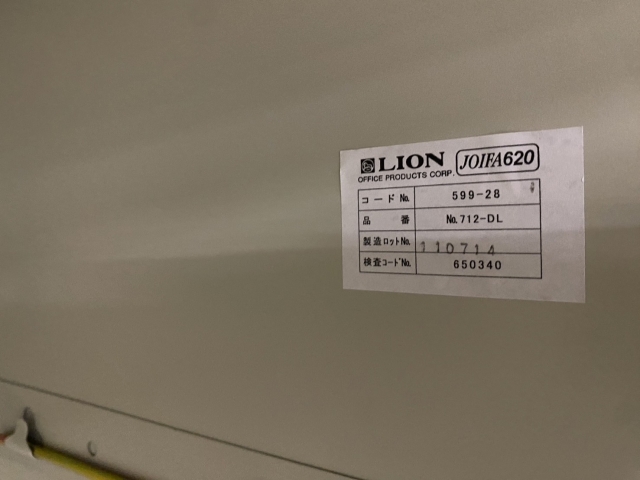 LION JOIFA620
OFFICE PRODUCTS CORP.
コード No. 599-28
品 番 No.712-DL
製造ロットNo. 110714
検査コードNo. 650340